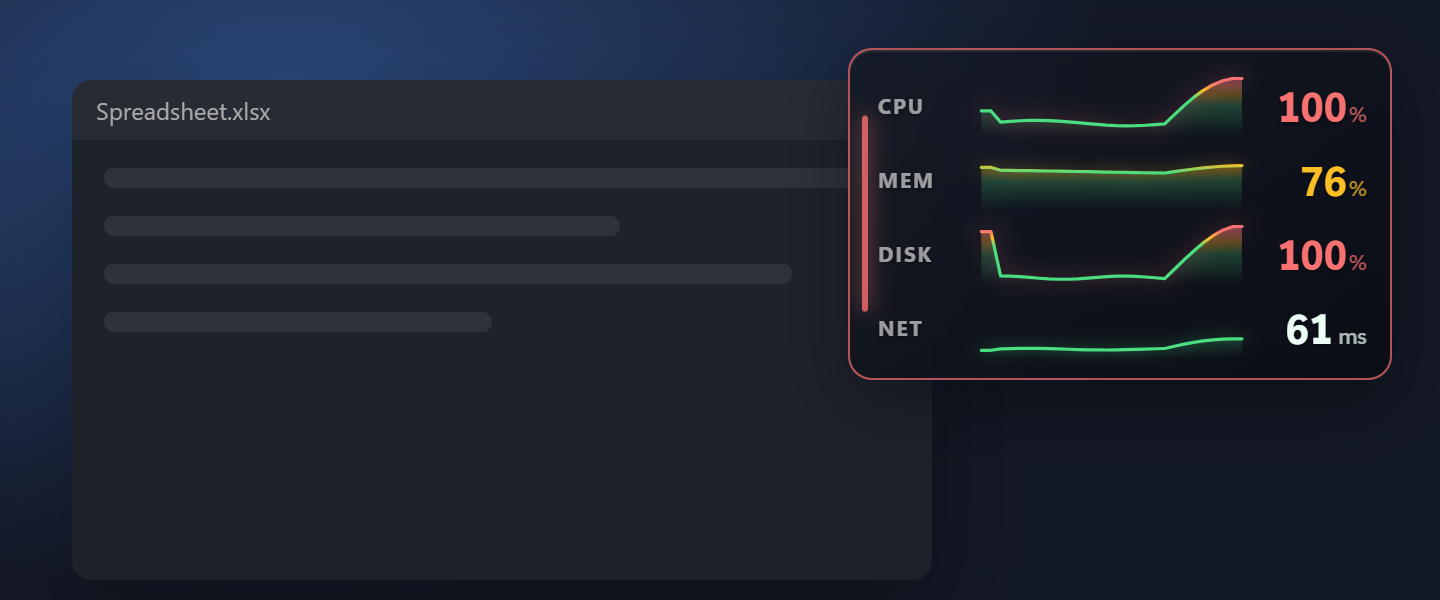 Spreadsheet.xlsx
CPU 100%
MEM 76%
DISK 100%
NET 61 ms